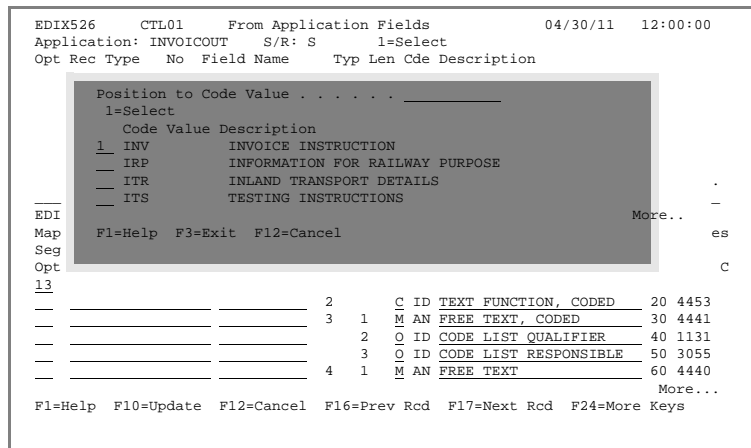 EDIX526 CTL01 From Application Fields 04/30/11 12:00:00
Application: INVOICOUT S/R: S 1=Select
Opt Rec Type No Field Name Typ Len Cde Description
Position to Code Value . . . . . .
1=Select
Code Value Description
1 INV INVOICE INSTRUCTION
IRP INFORMATION FOR RAILWAY PURPOSE
ITR INLAND TRANSPORT DETAILS .
ITS TESTING INSTRUCTIONS
EDI More..
Map F1=Help F3=Exit F12=Cancel es
Seg
Opt C
13
2 C ID TEXT FUNCTION, CODED 20 4453
3 1 M AN FREE TEXT, CODED 30 4441
2 O ID CODE LIST QUALIFIER 40 1131
3 O ID CODE LIST RESPONSIBLE 50 3055
4 1 M AN FREE TEXT 60 4440
More...
F1=Help F10=Update F12=Cancel F16=Prev Rcd F17=Next Rcd F24=More Keys